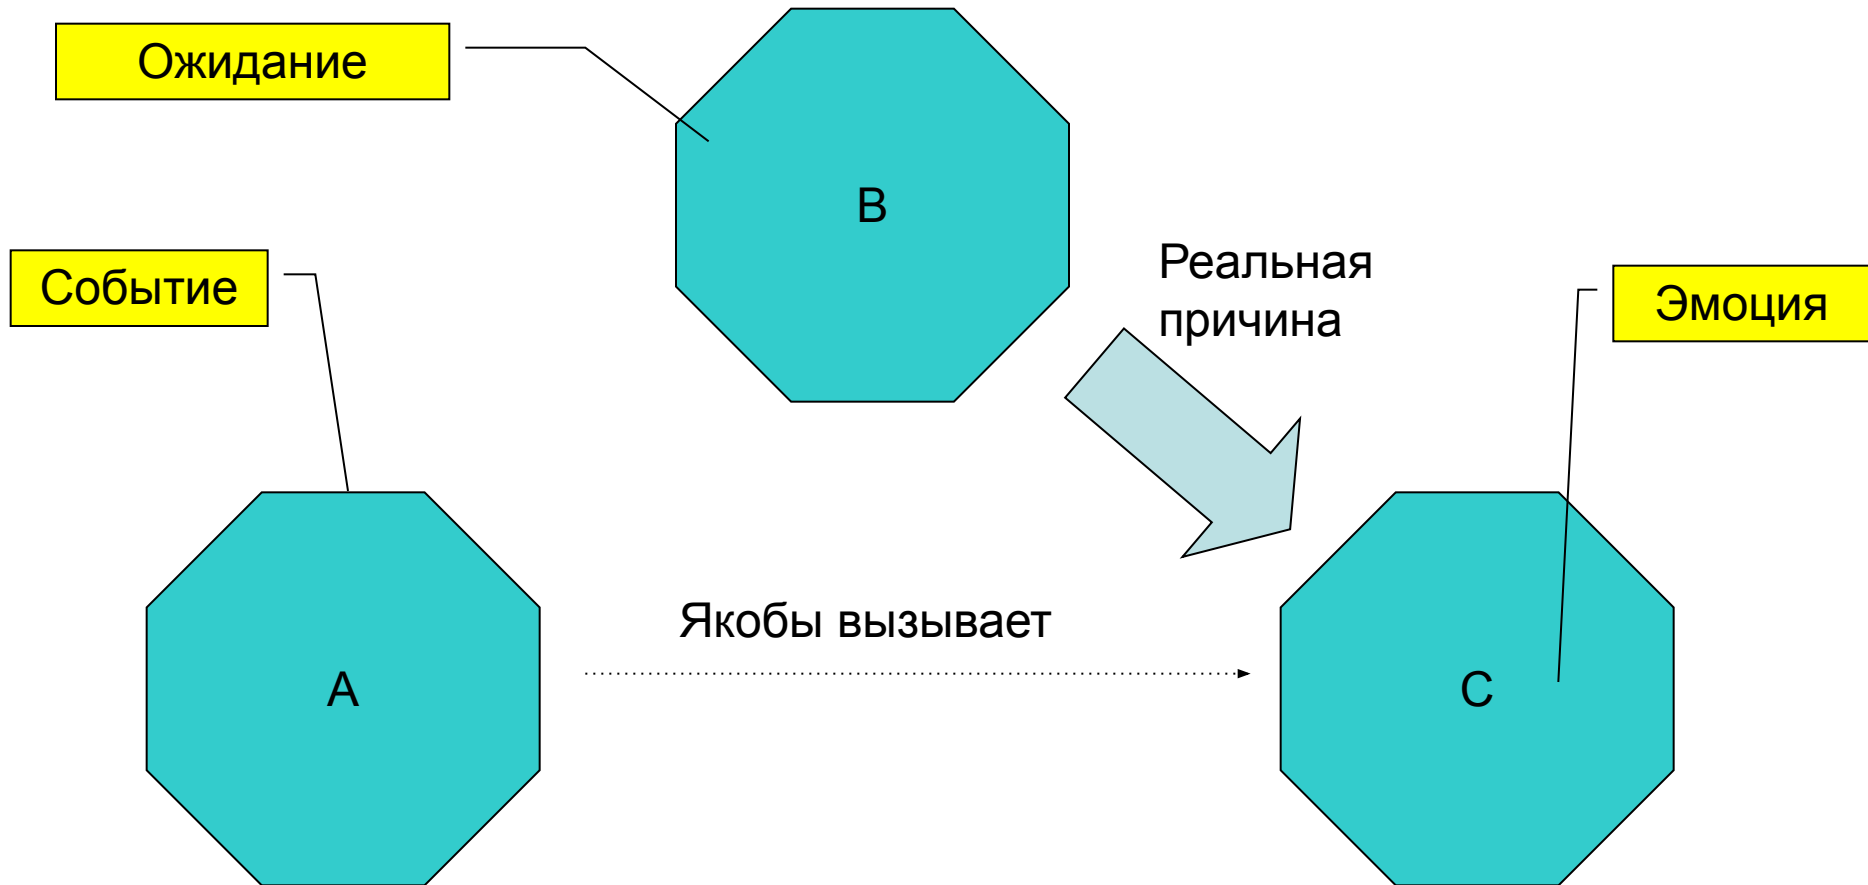 Ожидание
B
Событие
Реальная
причина
Эмоция
Якобы вызывает
A
C